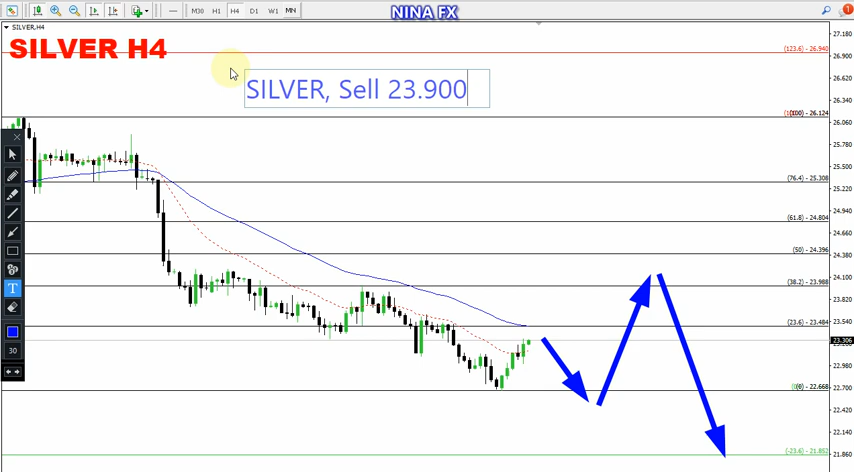 M30 H1 H4 D1 W1 MN
NINA FX
SILVER,H4
SILVER H4
SILVER, Sell 23.900
(123.6) - 26.940
(100) - 26.124
(76.4) - 25.308
(61.8) - 24.804
(50) - 24.396
(38.2) - 23.988
(23.6) - 23.484
(0) - 22.668
(-23.6) - 21.852
27.180
26.900
26.620
26.340
26.060
25.780
25.500
25.220
24.940
24.660
24.380
24.100
23.820
23.540
23.306
22.980
22.700
22.420
22.140
21.860
T
30
1